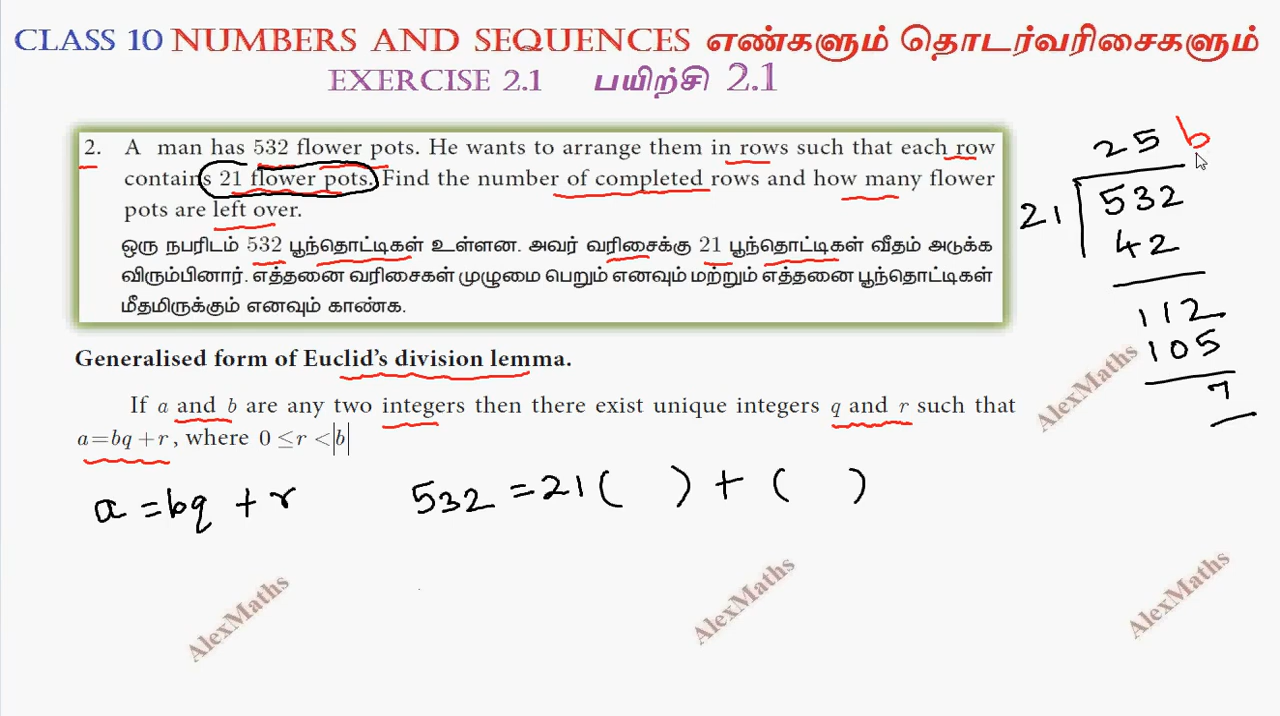 CLASS 10 NUMBERS AND SEQUENCES எண்களும் தொடர்வரிசைகளும்
EXERCISE 2.1 பயிற்சி 2.1
2. A man has 532 flower pots. He wants to arrange them in rows such that each row
contains 21 flower pots. Find the number of completed rows and how many flower
pots are left over.
ஒரு நபரிடம் 532 பூந்தொட்டிகள் உள்ளன. அவர் வரிசைக்கு 21 பூந்தொட்டிகள் வீதம் அடுக்க
விரும்பினார். எத்தனை வரிசைகள் முழுமை பெறும் எனவும் மற்றும் எத்தனை பூந்தொட்டிகள்
மீதமிருக்கும் எனவும் காண்க.
25 b
21 532
42
112
105
7
Generalised form of Euclid's division lemma.
If a and b are any two integers then there exist unique integers q and r such that
a=bq+r, where 0 ≤ r < |b|
a = bq + r 532 = 21 ( ) + ( )
AlexMaths
AlexMaths
AlexMaths
AlexMaths